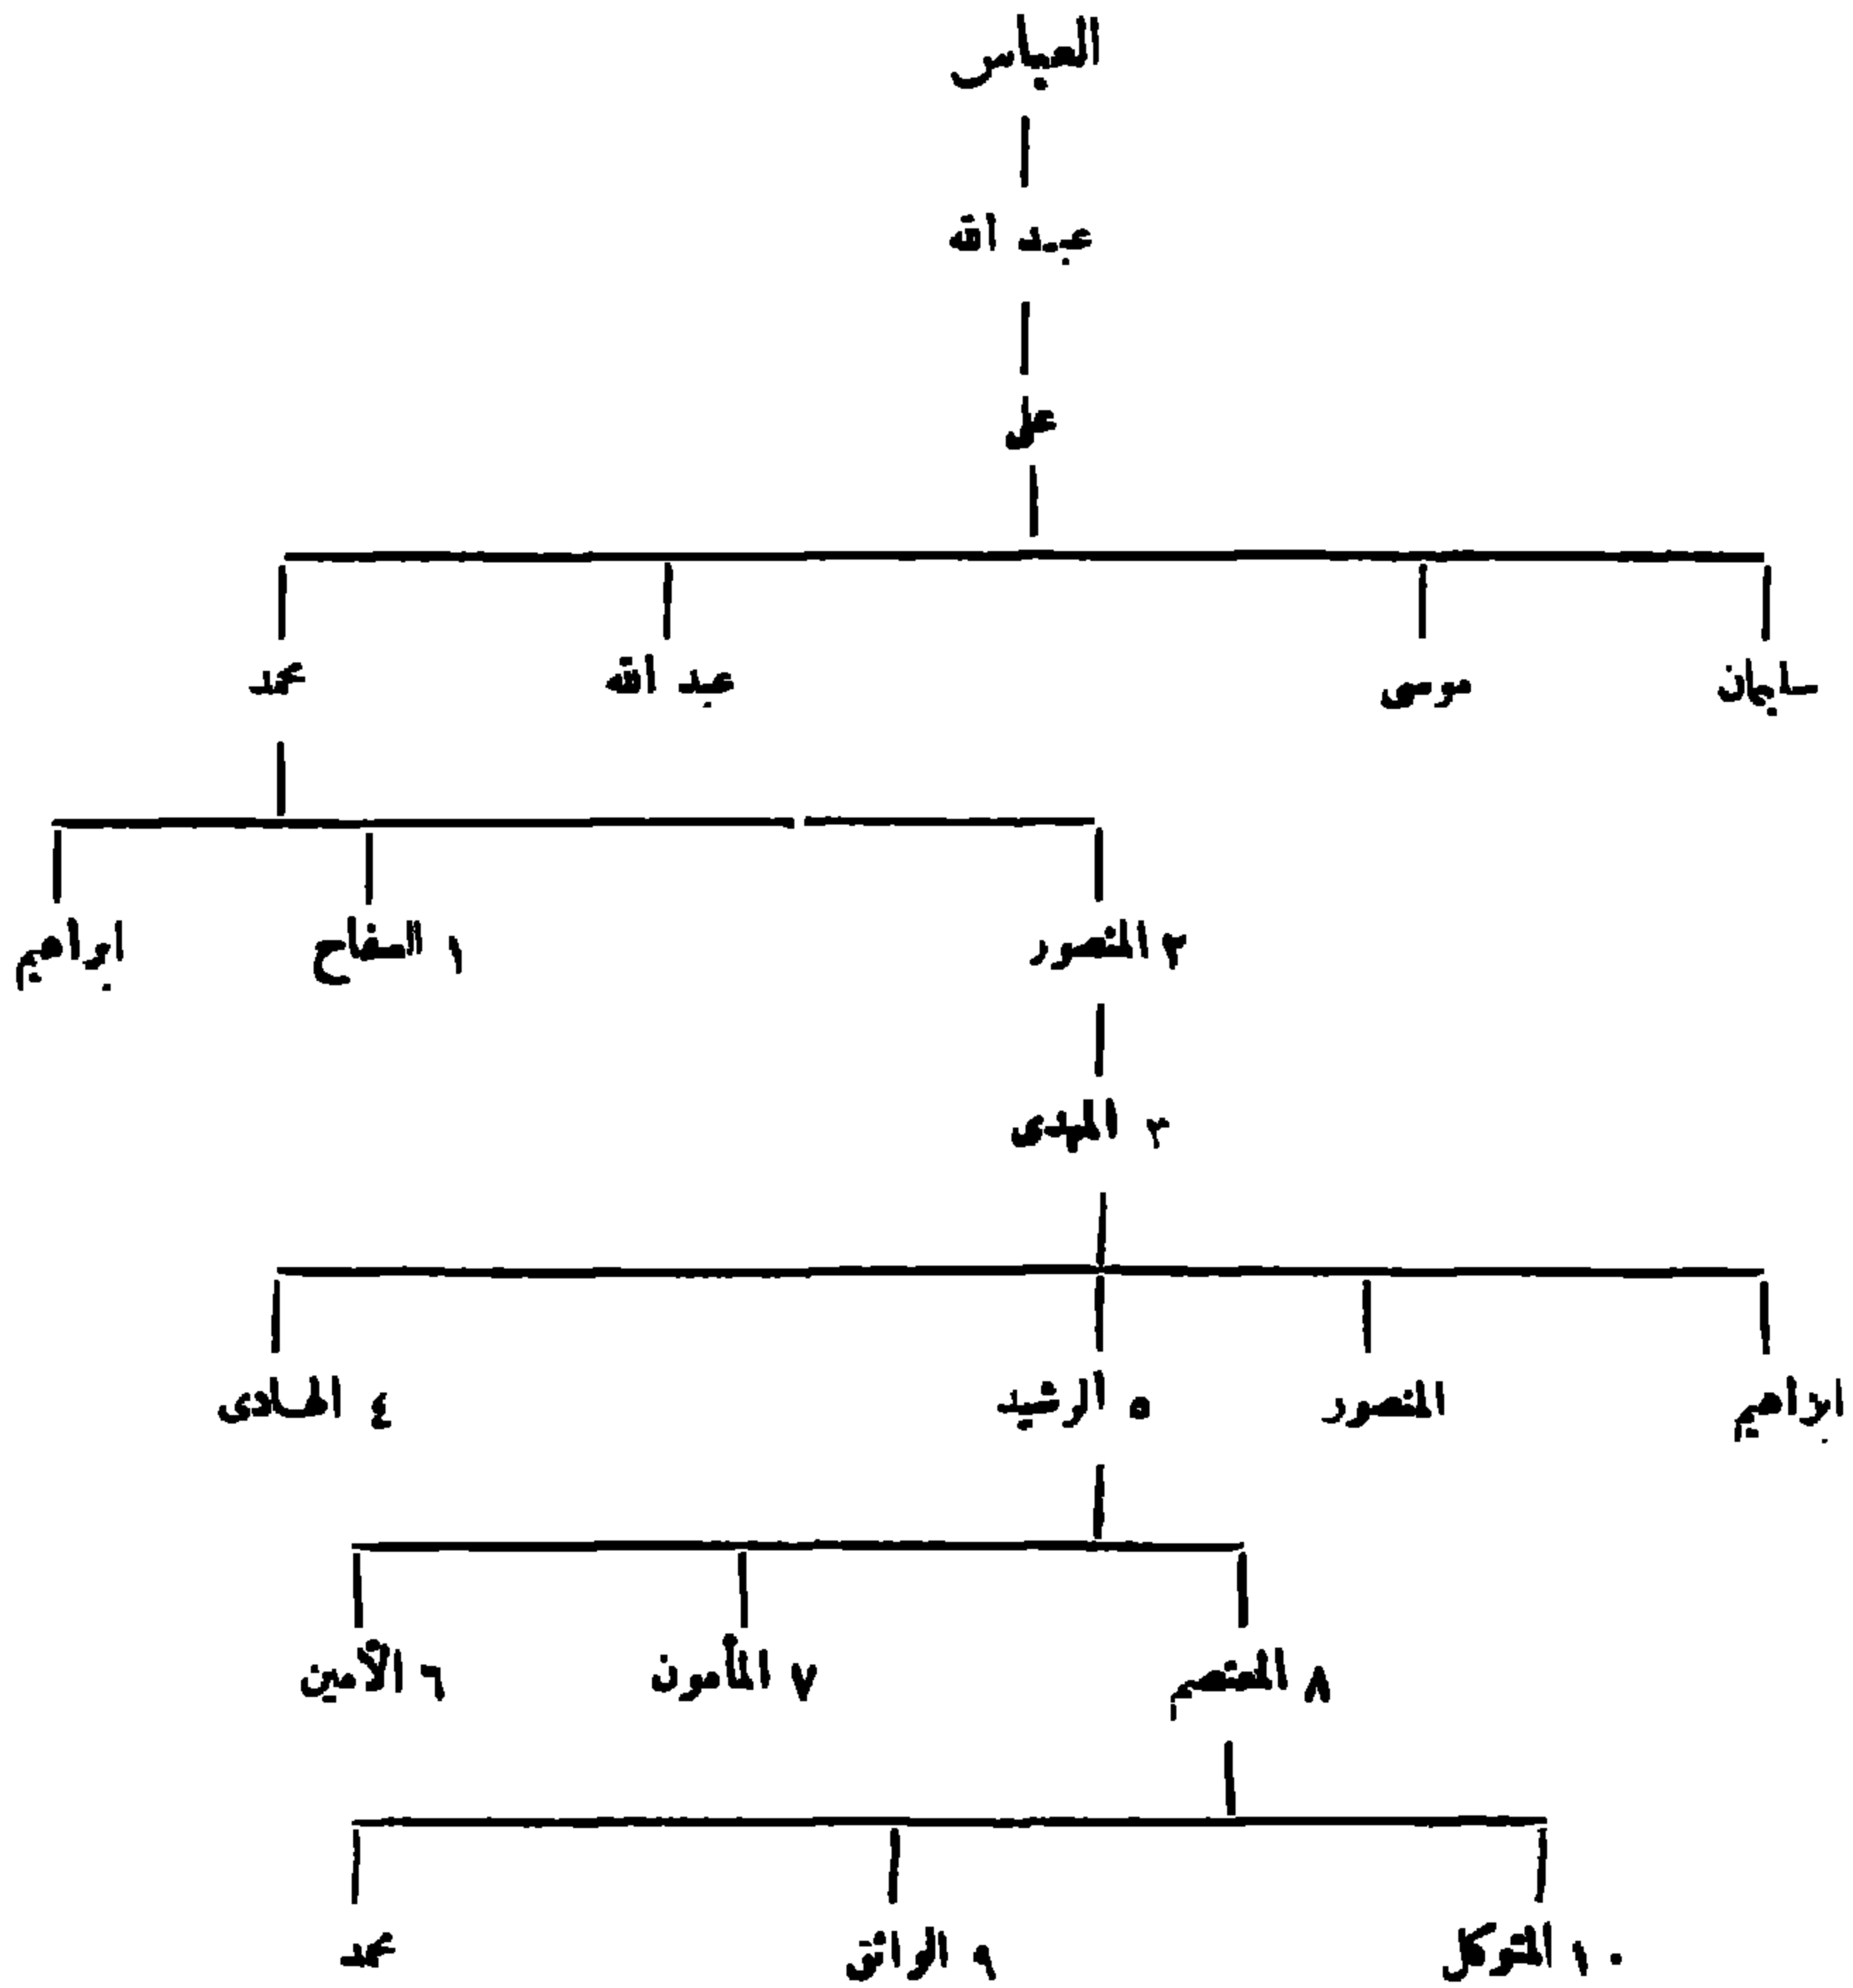 العباس
عبد الله
على
سليمان موسى عبد الله محمد
٢ المنصور ١ السفاح ابراهيم
٣ المهدى
ابراهيم المنصور ٥ الرشيد ٤ الهادى
٨ المعتصم ٧ المأمون ٦ الأمين
١٠ المتوكل ٩ الواثق محمد